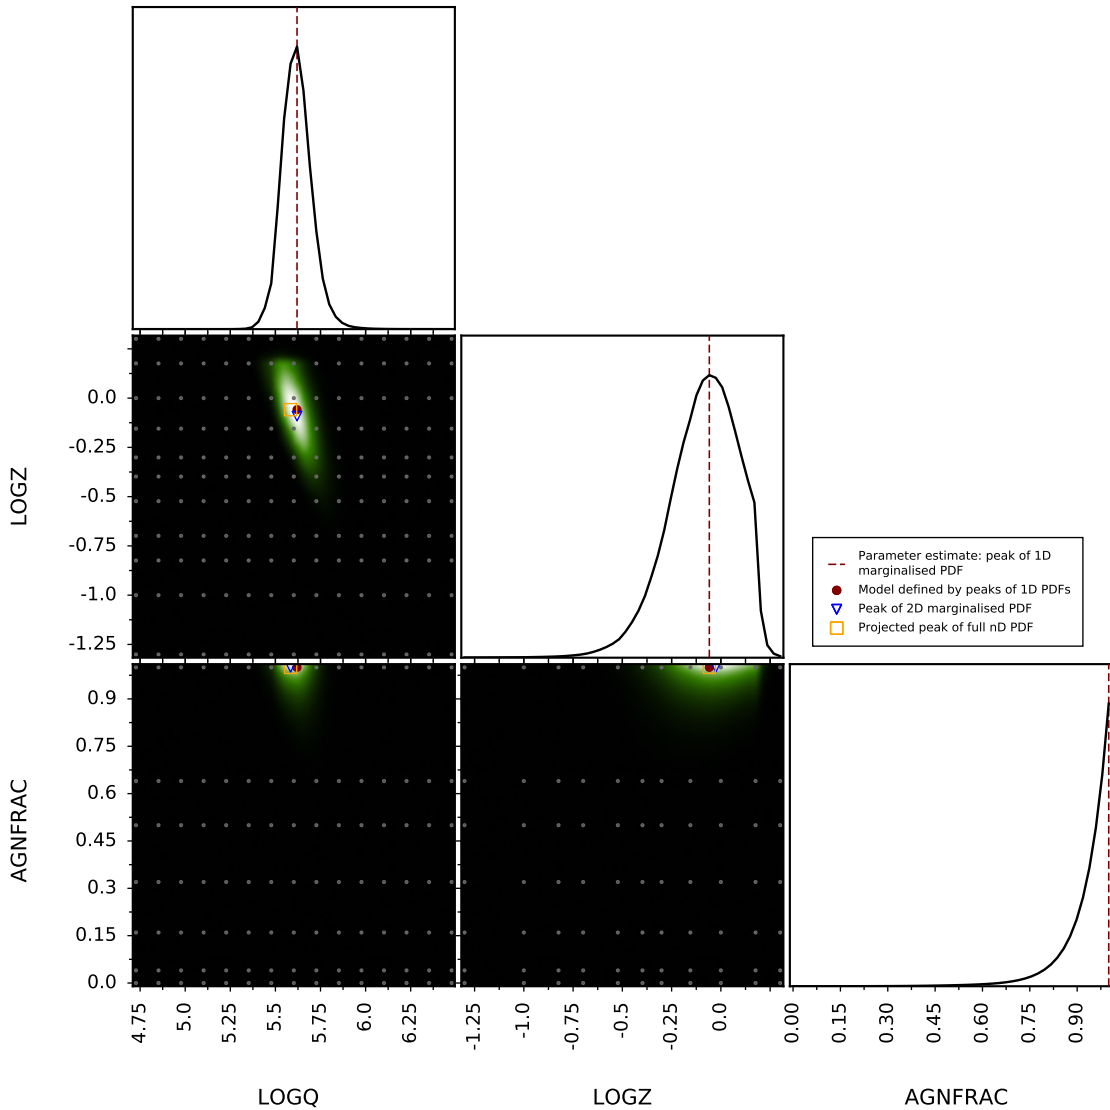 0.0
-0.25
-0.5
-0.75
-1.0
-1.25
LOGZ
Parameter estimate: peak of 1D
marginalised PDF
Model defined by peaks of 1D PDFs
Peak of 2D marginalised PDF
Projected peak of full nD PDF
0.9
0.75
0.6
0.45
0.3
0.15
0.0
AGNFRAC
4.75 5.0 5.25 5.5 5.75 6.0 6.25
-1.25 -1.0 -0.75 -0.5 -0.25 0.0
0.00 0.15 0.30 0.45 0.60 0.75 0.90
LOGQ LOGZ AGNFRAC